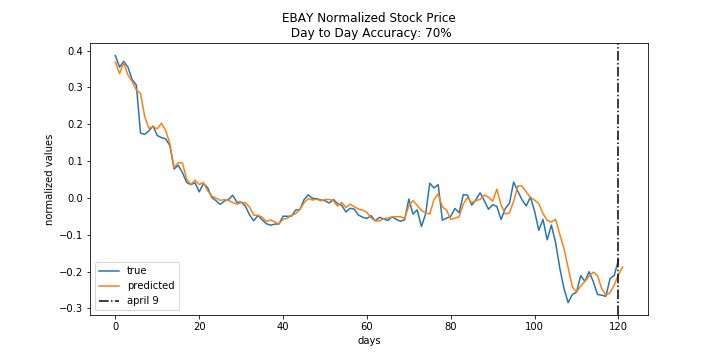 EBAY Normalized Stock Price
Day to Day Accuracy: 70%
normalized values
0.4
0.3
0.2
0.1
0.0
−0.1
−0.2
−0.3
true
predicted
april 9
0 20 40 60 80 100 120
days